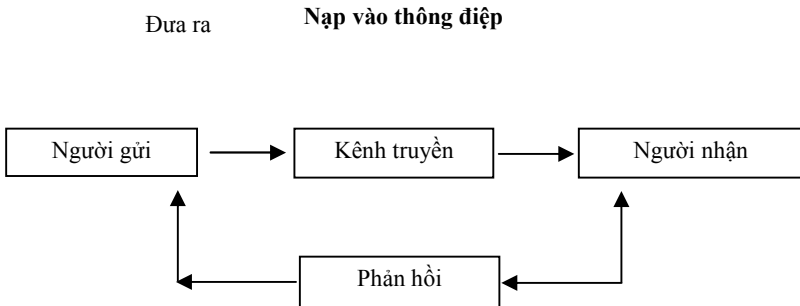 Đưa ra
Nạp vào thông điệp
Người gửi
Kênh truyền
Người nhận
Phản hồi